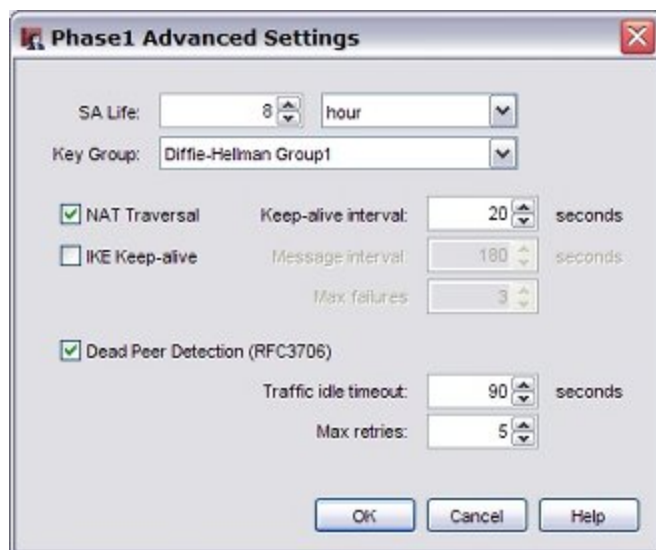 Phase1 Advanced Settings
SA Life: 8 hour
Key Group: Diffie-Hellman Group1
NAT Traversal Keep-alive interval: 20 seconds
IKE Keep-alive Message interval: 180 seconds
Max failures 3
Dead Peer Detection (RFC3706)
Traffic idle timeout: 90 seconds
Max retries: 5
OK Cancel Help